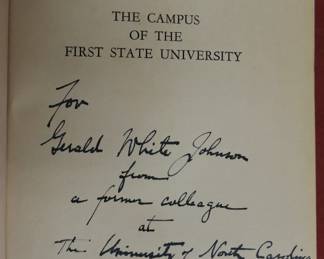 THE CAMPUS
OF THE
FIRST STATE UNIVERSITY
For
Gerald White Johnson
from
a former colleague
at
The University of North Carolina